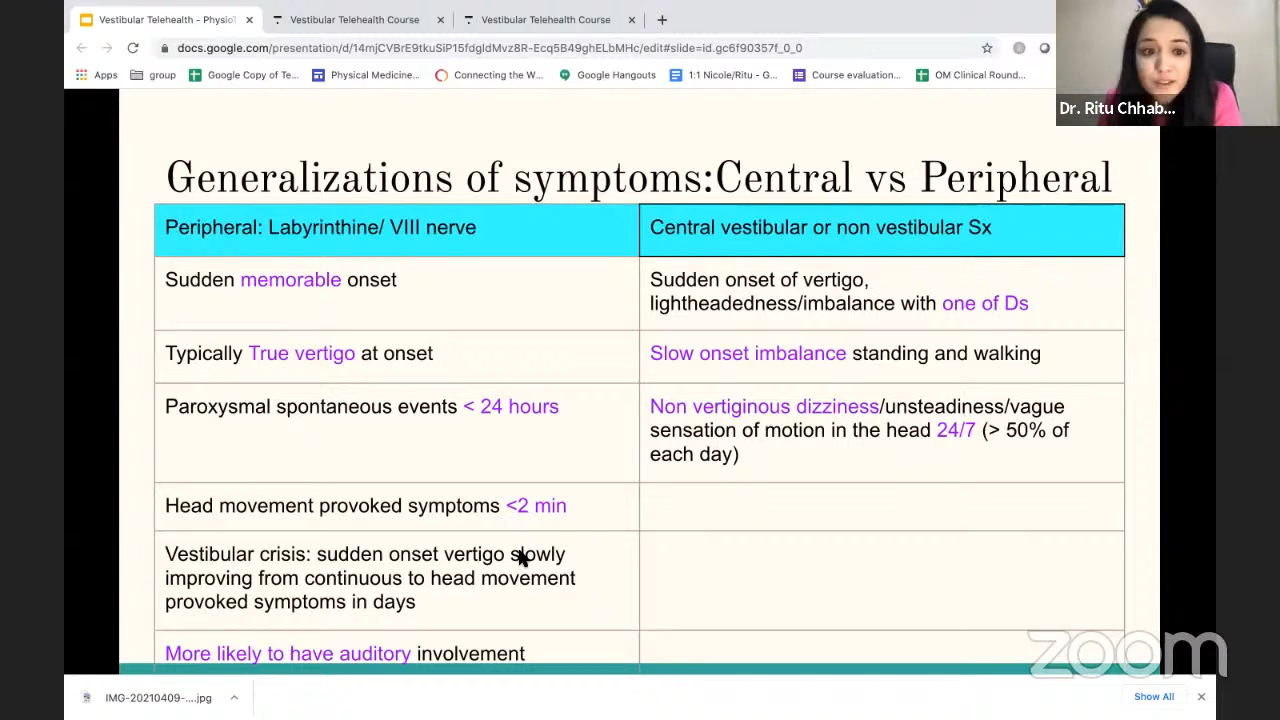 Vestibular Telehealth - PhysioT
Vestibular Telehealth Course
Vestibular Telehealth Course
docs.google.com/presentation/d/14mjCVBrE9tkuSiP15fdgldMvz8R-Ecq5B49ghELbMHc/edit#slide=id.gc6f90357f_0_0
Apps
group
Google Copy of Te...
Physical Medicine...
Connecting the W...
Google Hangouts
1:1 Nicole/Ritu - G...
Course evaluation...
OM Clinical Round...
Dr. Ritu Chhab...
Generalizations of symptoms:Central vs Peripheral
Peripheral: Labyrinthine/ VIII nerve
Central vestibular or non vestibular Sx
Sudden memorable onset
Sudden onset of vertigo,
lightheadedness/imbalance with one of Ds
Typically True vertigo at onset
Slow onset imbalance standing and walking
Paroxysmal spontaneous events < 24 hours
Non vertiginous dizziness/unsteadiness/vague
sensation of motion in the head 24/7 (> 50% of
each day)
Head movement provoked symptoms <2 min
Vestibular crisis: sudden onset vertigo slowly
improving from continuous to head movement
provoked symptoms in days
More likely to have auditory involvement
zoom
IMG-20210409-....jpg
Show All